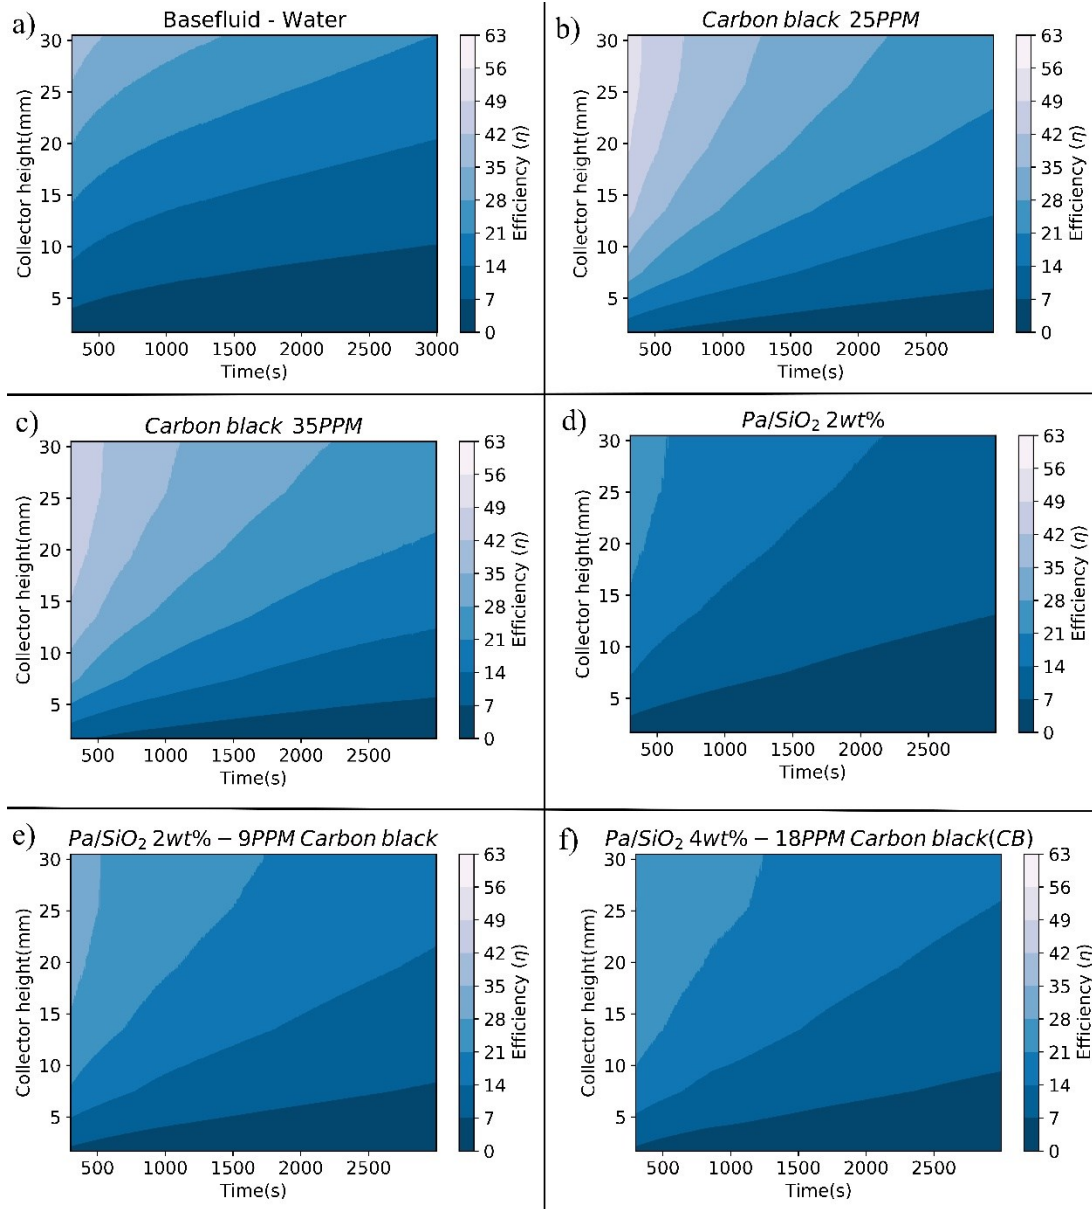 a)
Basefluid - Water
30
25
20
15
10
5
Collector height(mm)
500 1000 1500 2000 2500 3000
Time(s)
63
56
49
42
35
28
21
14
7
0
Efficiency (η)
b)
Carbon black 25PPM
30
25
20
15
10
5
Collector height(mm)
500 1000 1500 2000 2500
Time(s)
63
56
49
42
35
28
21
14
7
0
Efficiency (η)
c)
Carbon black 35PPM
30
25
20
15
10
5
Collector height(mm)
500 1000 1500 2000 2500
Time(s)
63
56
49
42
35
28
21
14
7
0
Efficiency (η)
d)
Pa/SiO₂ 2wt%
30
25
20
15
10
5
Collector height(mm)
500 1000 1500 2000 2500
Time(s)
63
56
49
42
35
28
21
14
7
0
Efficiency (η)
e)
Pa/SiO₂ 2wt% − 9PPM Carbon black
30
25
20
15
10
5
Collector height(mm)
500 1000 1500 2000 2500
Time(s)
63
56
49
42
35
28
21
14
7
0
Efficiency (η)
f)
Pa/SiO₂ 4wt% − 18PPM Carbon black(CB)
30
25
20
15
10
5
Collector height(mm)
500 1000 1500 2000 2500
Time(s)
63
56
49
42
35
28
21
14
7
0
Efficiency (η)